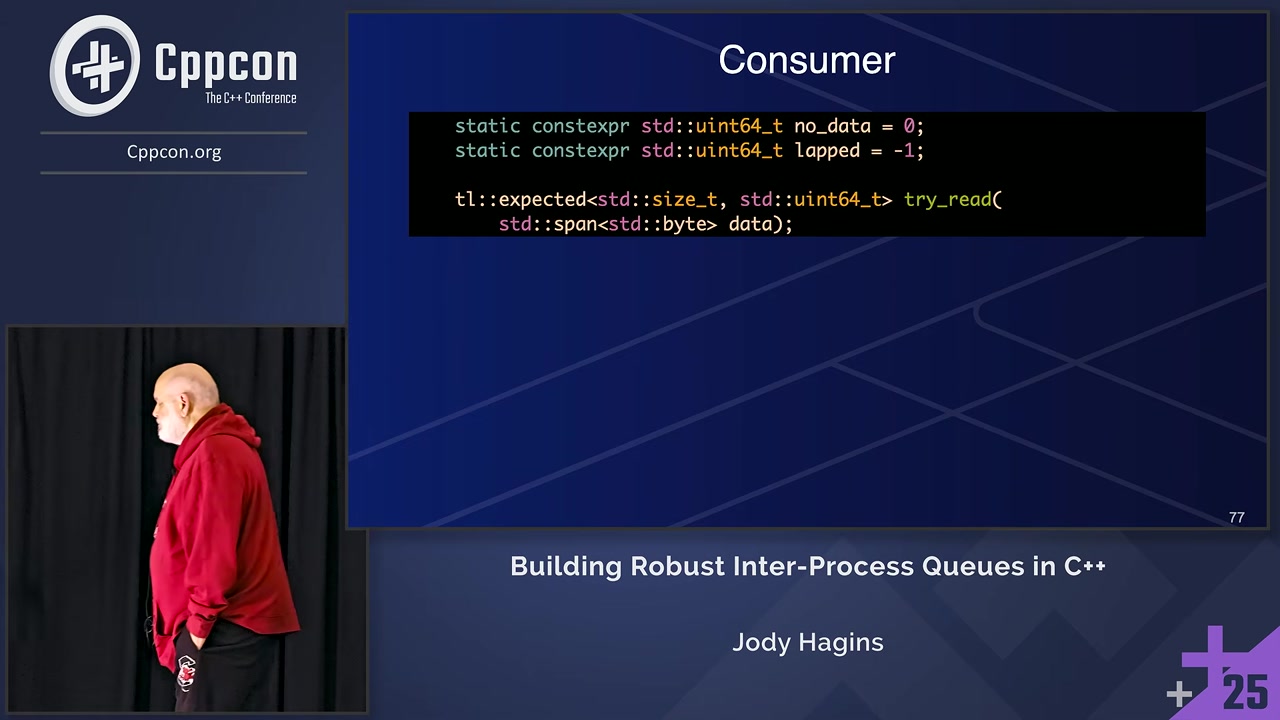 Cppcon
The C++ Conference
Cppcon.org
Consumer
static constexpr std::uint64_t no_data = 0;
static constexpr std::uint64_t lapped = -1;
tl::expected<std::size_t, std::uint64_t> try_read(
std::span<std::byte> data);
77
Building Robust Inter-Process Queues in C++
Jody Hagins
25